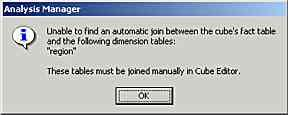 Analysis Manager
Unable to find an automatic join between the cube's fact table
and the following dimension tables:
"region"
These tables must be joined manually in Cube Editor.
OK